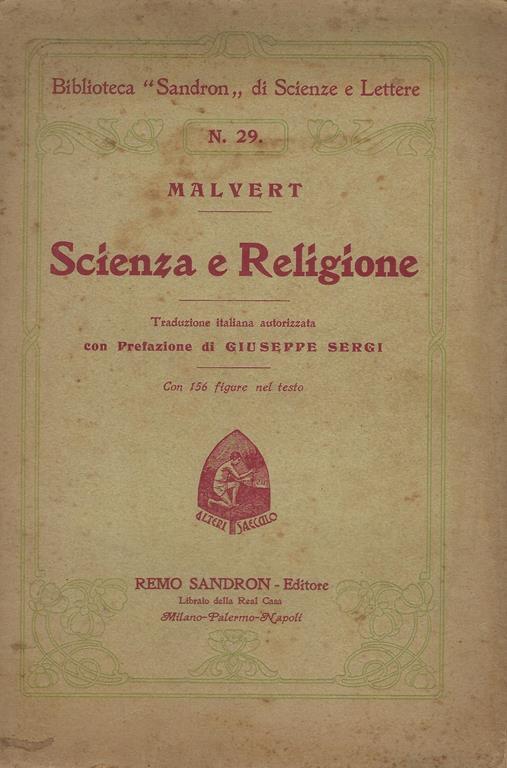 Biblioteca “Sandron„ di Scienze e Lettere
N. 29.
MALVERT
Scienza e Religione
Traduzione italiana autorizzata
con Prefazione di GIUSEPPE SERGI
Con 156 figure nel testo
ALTERI SAECULO
REMO SANDRON - Editore
Libraio della Real Casa
Milano-Palermo-Napoli